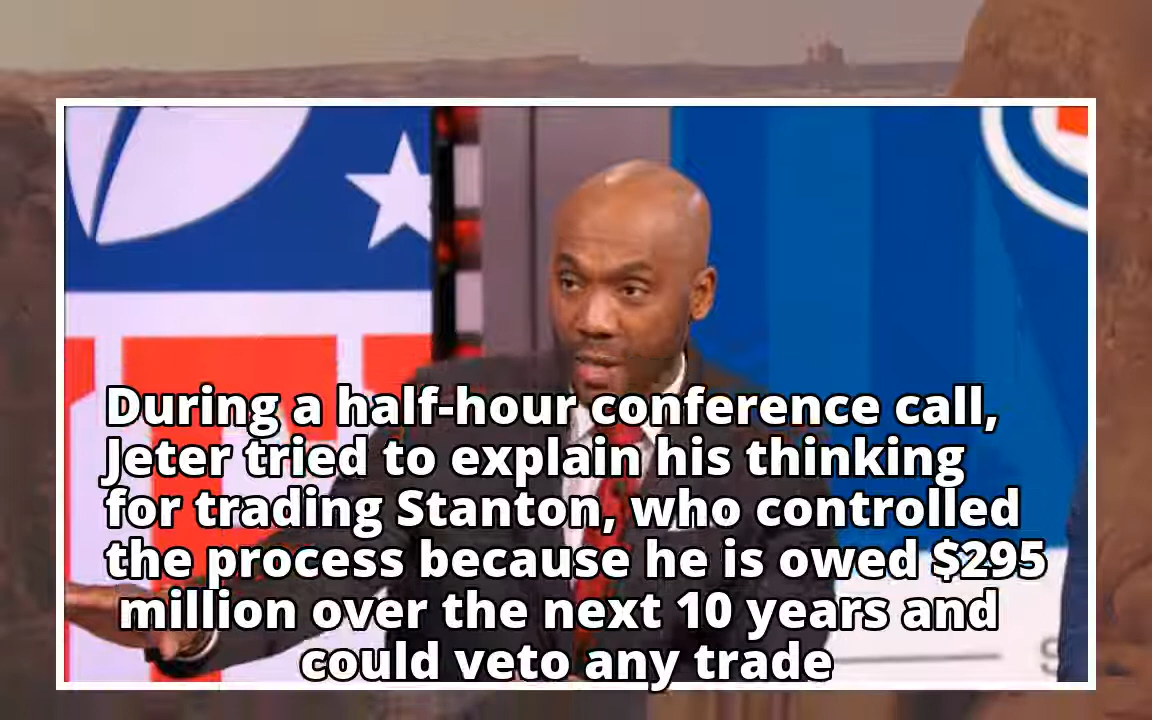 During a half-hour conference call,
Jeter tried to explain his thinking
for trading Stanton, who controlled
the process because he is owed $295
million over the next 10 years and
could veto any trade